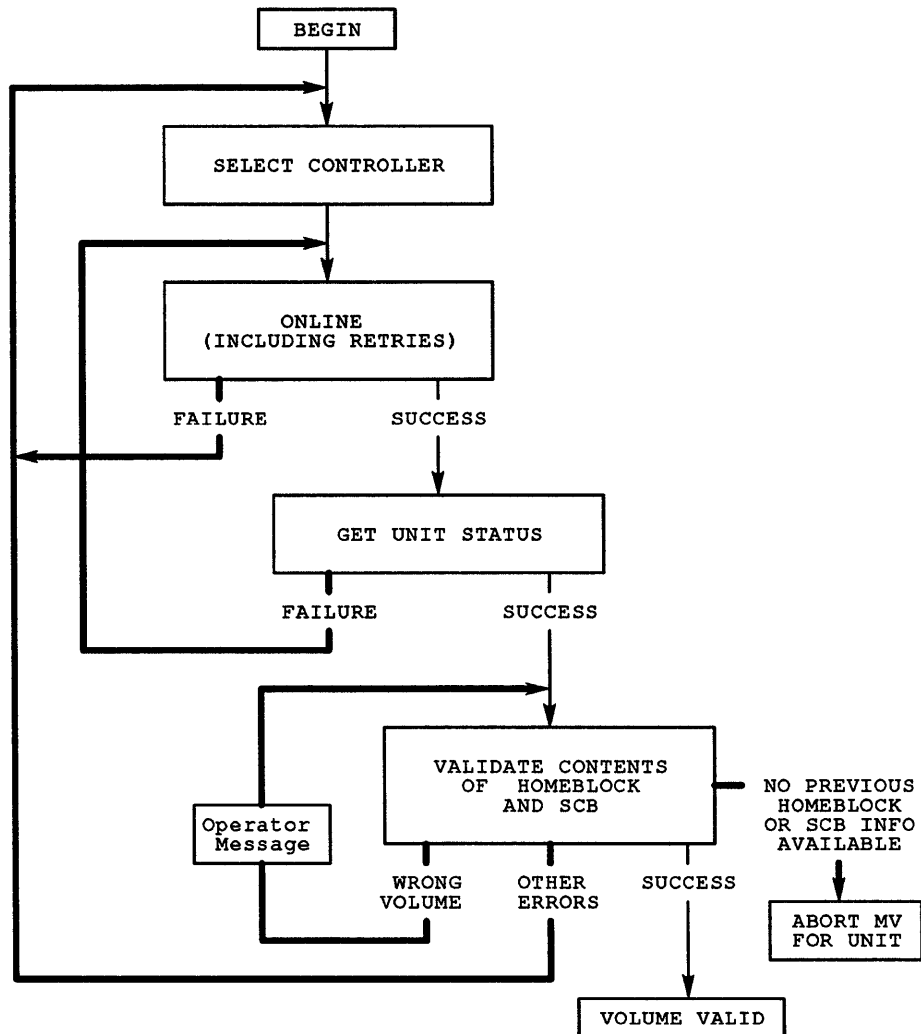 BEGIN
SELECT CONTROLLER
ONLINE
(INCLUDING RETRIES)
FAILURE
SUCCESS
GET UNIT STATUS
FAILURE
SUCCESS
VALIDATE CONTENTS
OF HOMEBLOCK
AND SCB
NO PREVIOUS
HOMEBLOCK
OR SCB INFO
AVAILABLE
Operator
Message
WRONG
VOLUME
OTHER
ERRORS
SUCCESS
ABORT MV
FOR UNIT
VOLUME VALID